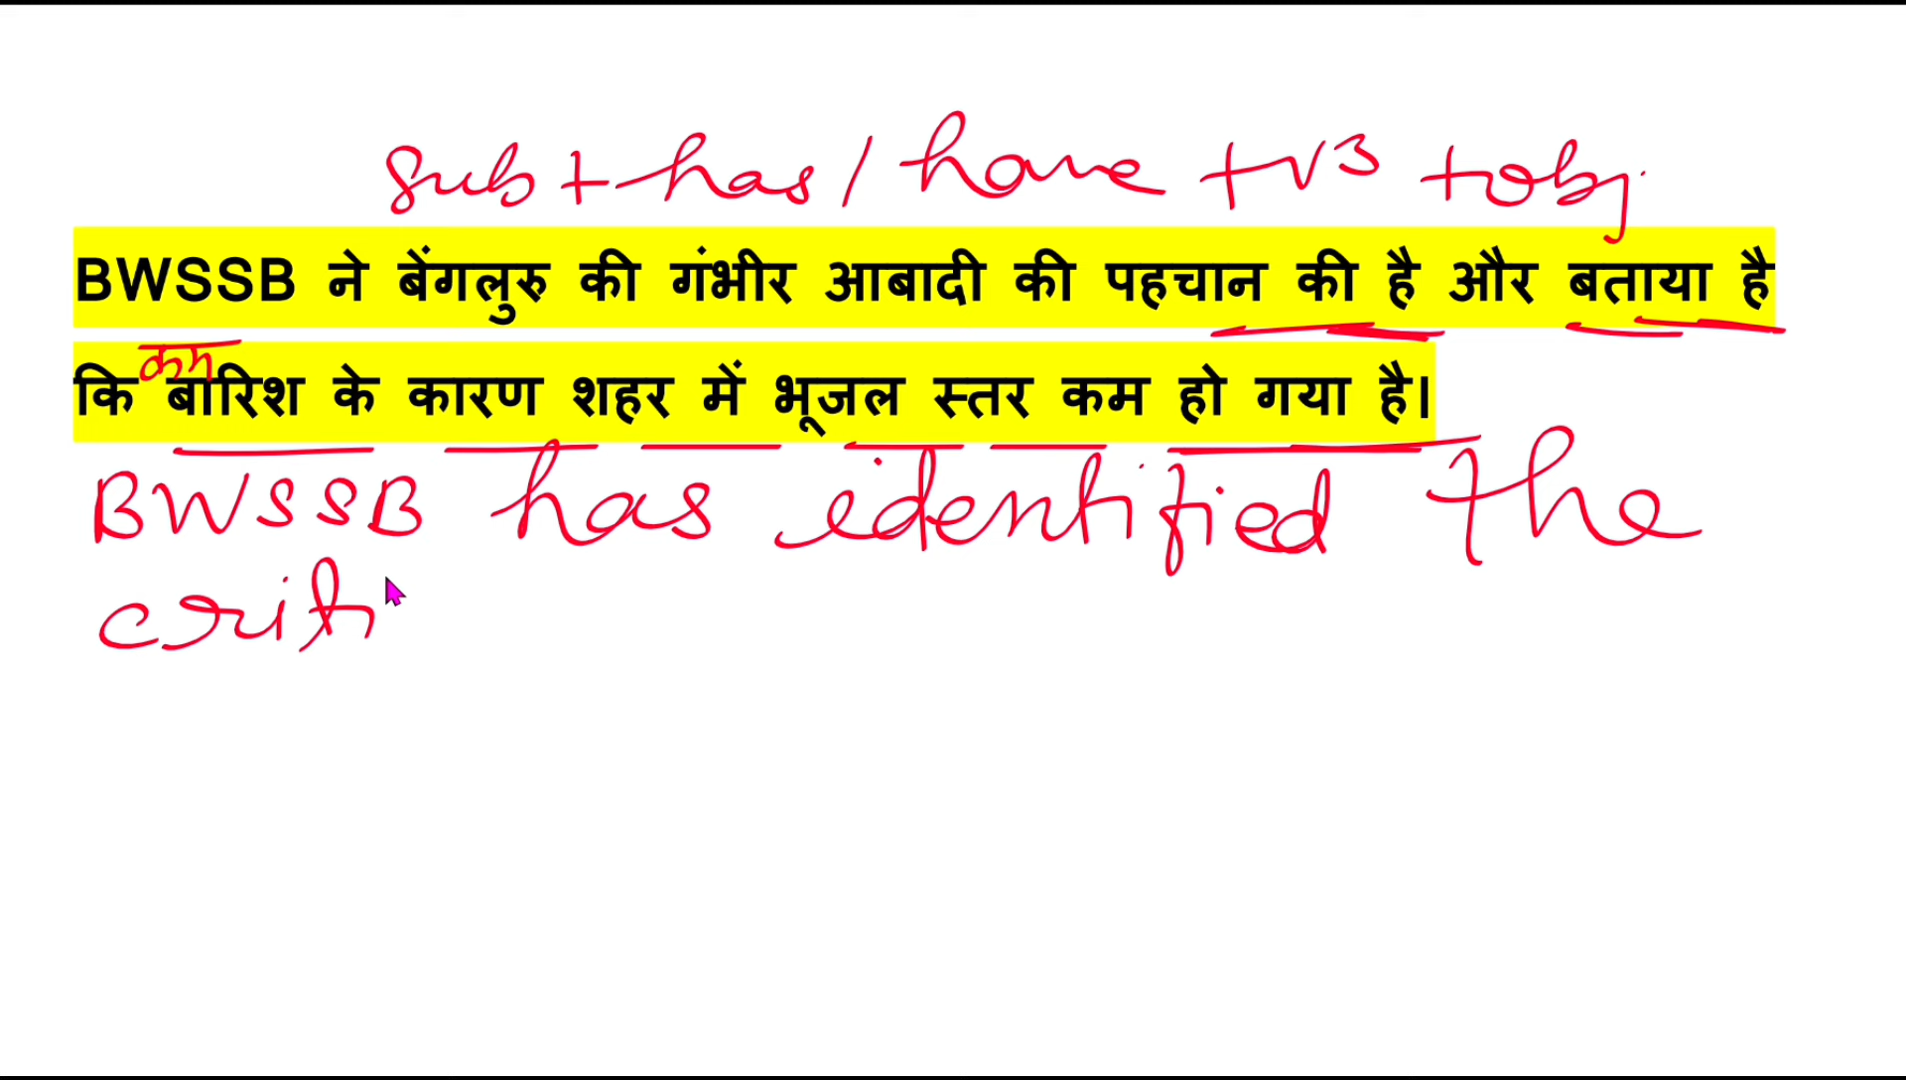 sub + has / have + v3 + obj.
BWSSB ने बेंगलुरु की गंभीर आबादी की पहचान की है और बताया है
कम
कि बारिश के कारण शहर में भूजल स्तर कम हो गया है।
BWSSB has identified the
criti